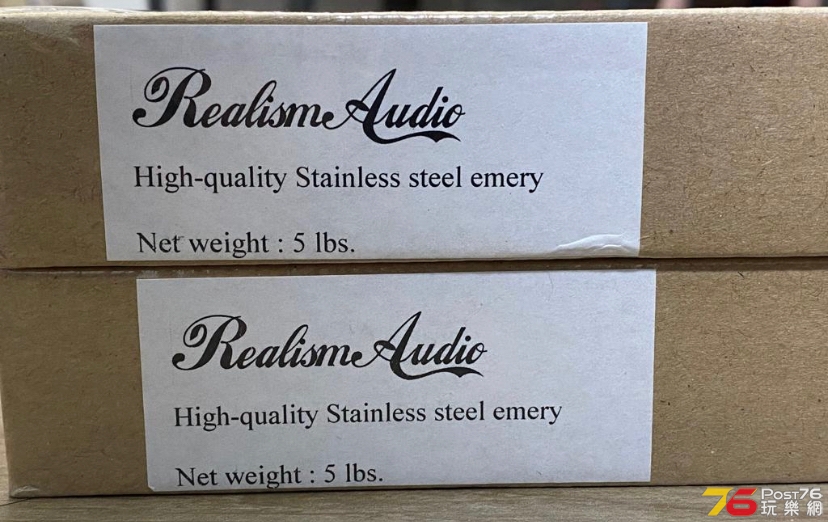 Realism Audio
High-quality Stainless steel emery
Net weight : 5 lbs.
Realism Audio
High-quality Stainless steel emery
Net weight : 5 lbs.
76 Post76
玩樂網